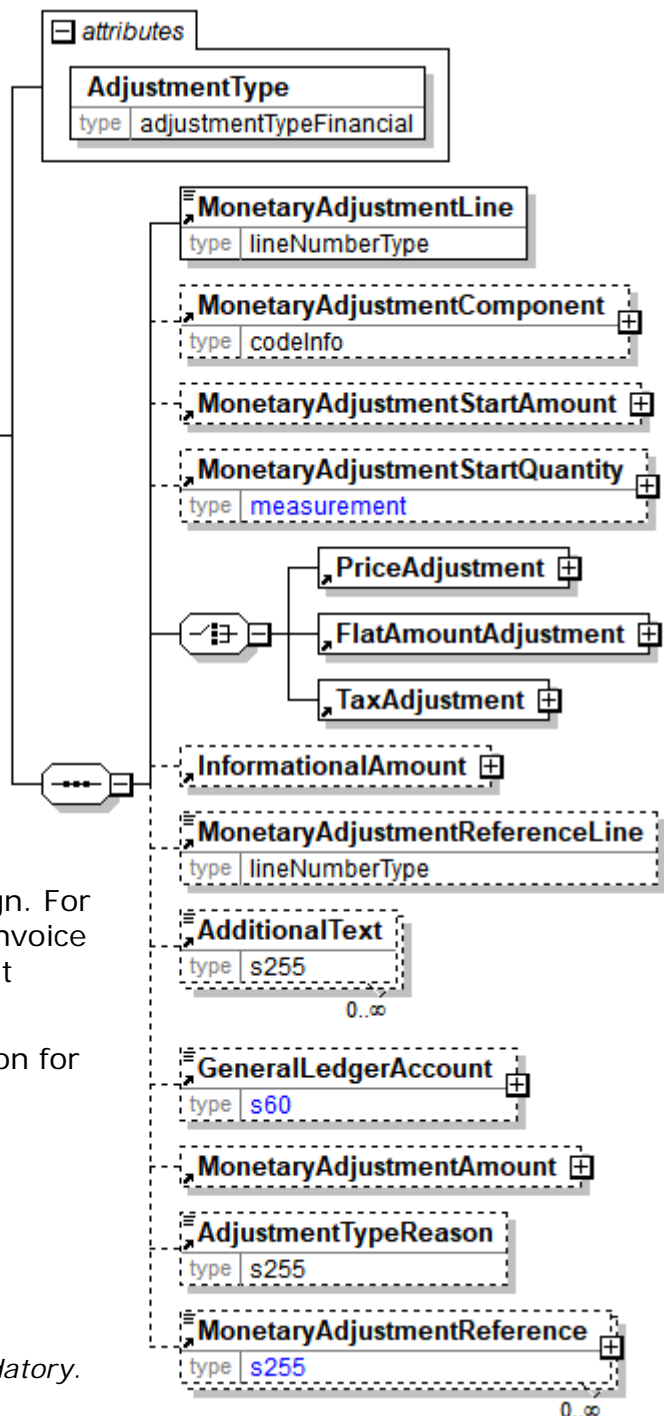 attributes
AdjustmentType
type adjustmentTypeFinancial
MonetaryAdjustmentLine
type lineNumberType
MonetaryAdjustmentComponent
type codeInfo
MonetaryAdjustmentStartAmount
MonetaryAdjustmentStartQuantity
type measurement
PriceAdjustment
FlatAmountAdjustment
TaxAdjustment
InformationalAmount
MonetaryAdjustmentReferenceLine
type lineNumberType
gn. For
nvoice
t
on for
AdditionalText
type s255
0..∞
GeneralLedgerAccount
type s60
MonetaryAdjustmentAmount
AdjustmentTypeReason
type s255
MonetaryAdjustmentReference
type s255
0..∞
datory.